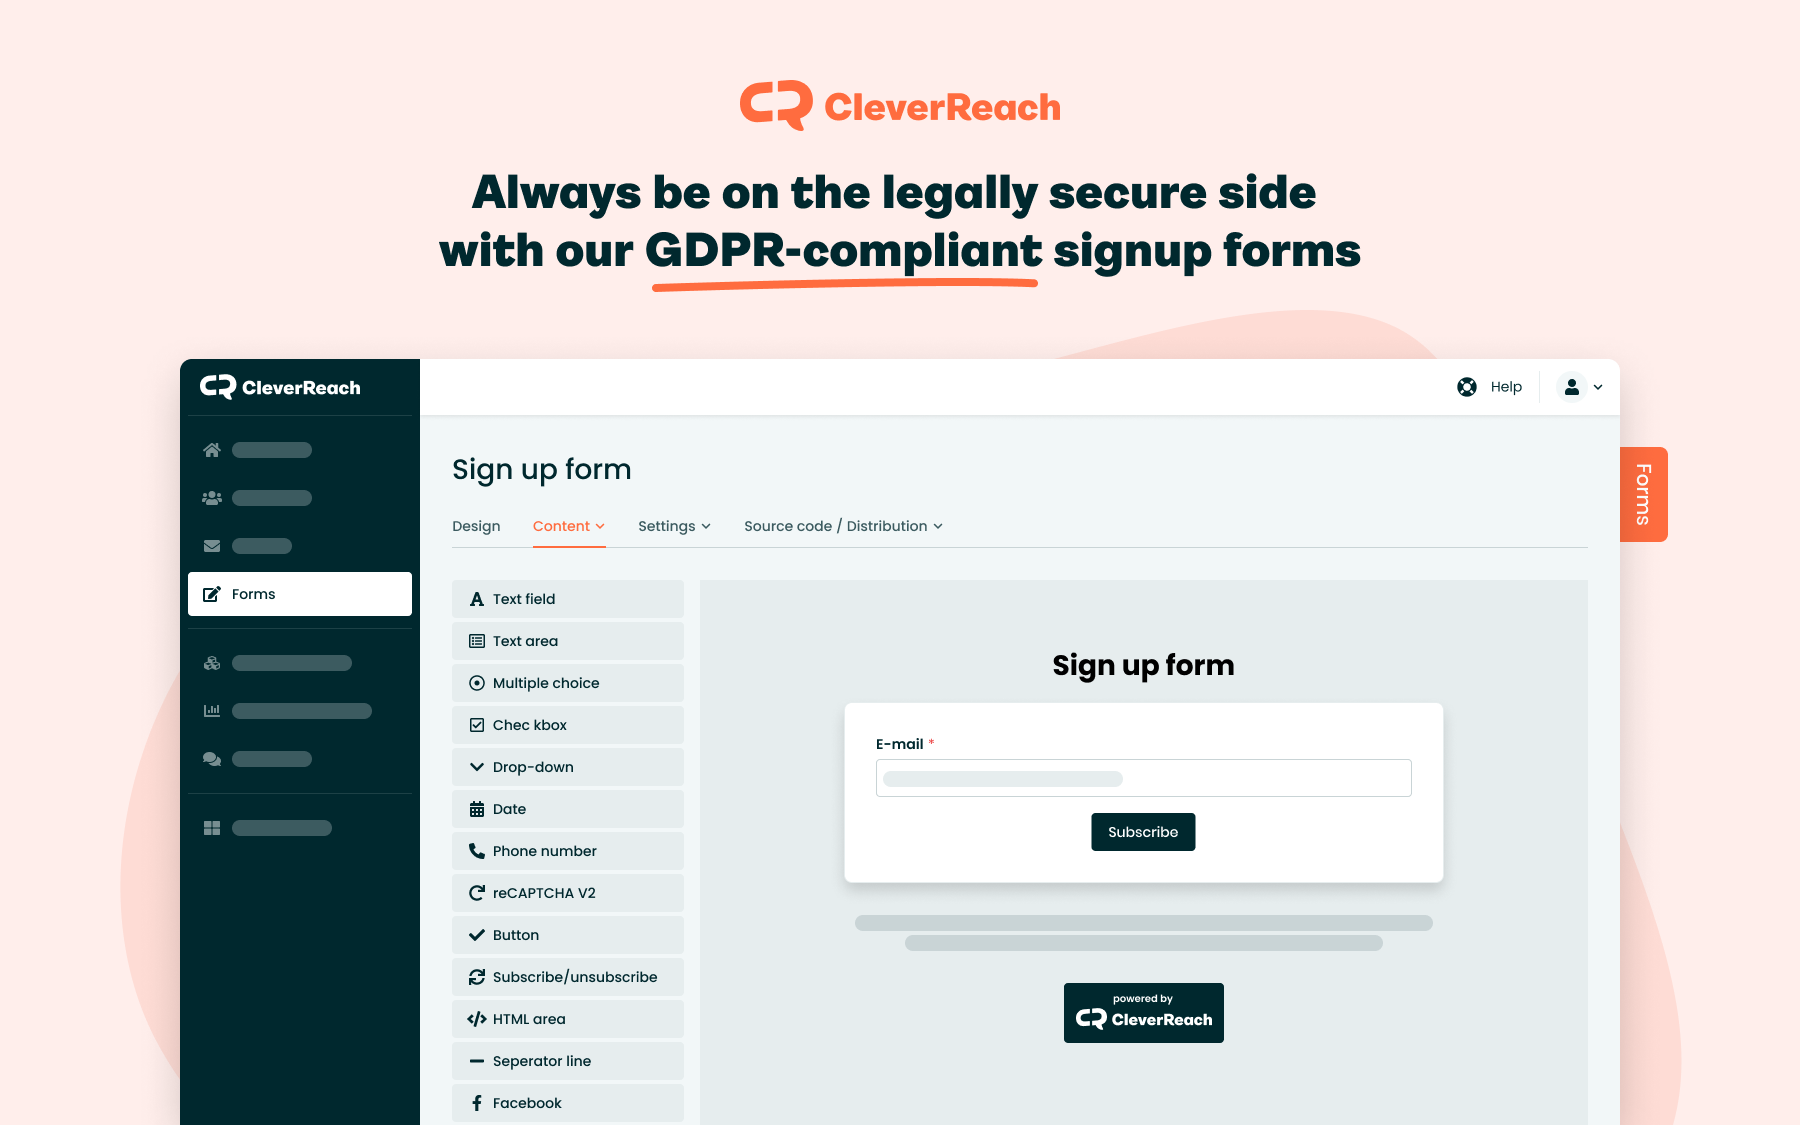 CleverReach
Always be on the legally secure side
with our GDPR-compliant signup forms
CleverReach
Help
Forms
Sign up form
Design
Content
Settings
Source code / Distribution
Forms
Text field
Text area
Multiple choice
Chec kbox
Drop-down
Date
Phone number
reCAPTCHA V2
Button
Subscribe/unsubscribe
HTML area
Seperator line
Facebook
Sign up form
E-mail *
Subscribe
powered by
CleverReach